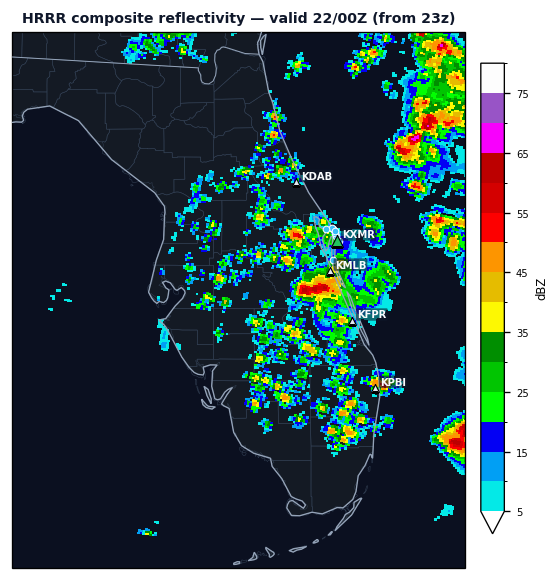 HRRR composite reflectivity — valid 22/00Z (from 23z)
KDAB
KXMR
KMLB
KFPR
KPBI
75
65
55
45
35
25
15
5
dBZ